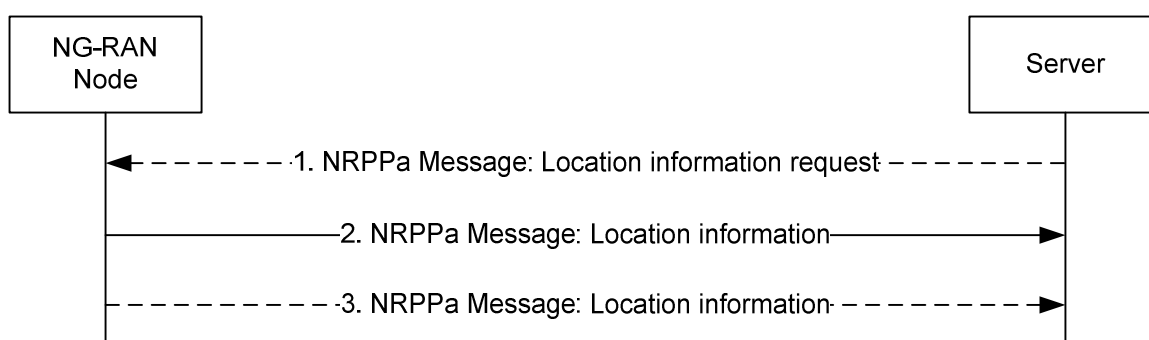 NG-RAN
Node
Server
1. NRPPa Message: Location information request
2. NRPPa Message: Location information
3. NRPPa Message: Location information